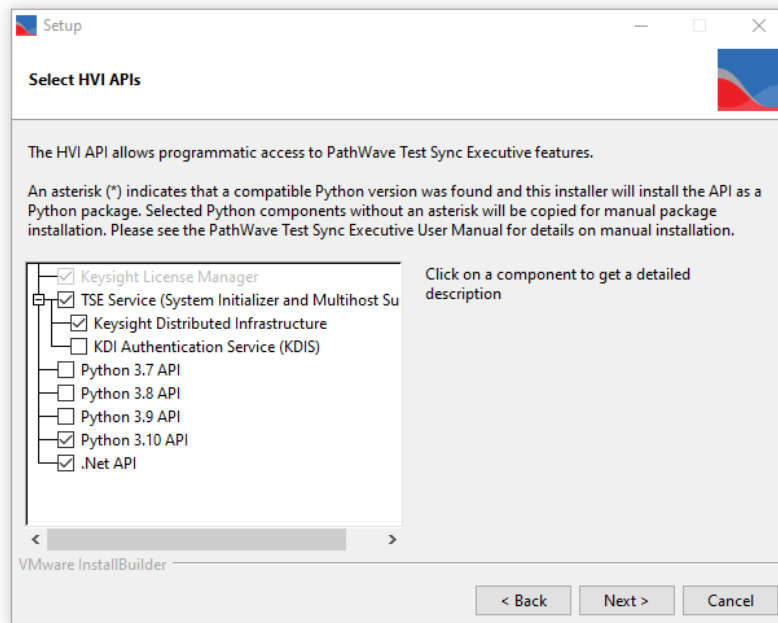 Setup
Select HVI APIs
The HVI API allows programmatic access to PathWave Test Sync Executive features.
An asterisk (*) indicates that a compatible Python version was found and this installer will install the API as a
Python package. Selected Python components without an asterisk will be copied for manual package
installation. Please see the PathWave Test Sync Executive User Manual for details on manual installation.
Keysight License Manager
TSE Service (System Initializer and Multihost Su
Keysight Distributed Infrastructure
KDI Authentication Service (KDIS)
Python 3.7 API
Python 3.8 API
Python 3.9 API
Python 3.10 API
.Net API
Click on a component to get a detailed
description
VMware InstallBuilder
< Back
Next >
Cancel